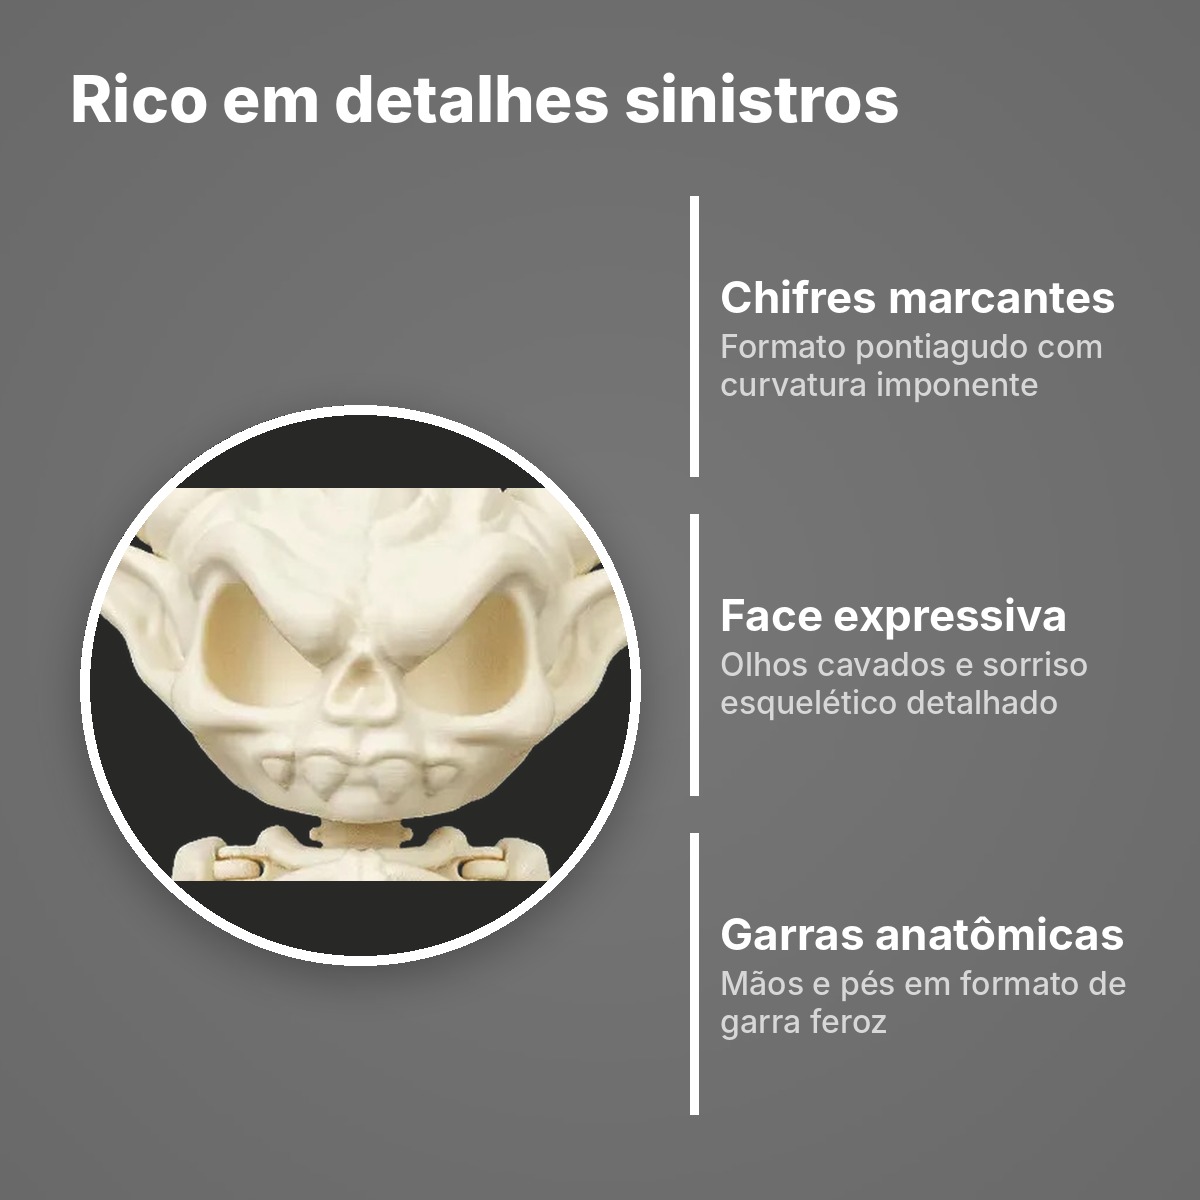 Rico em detalhes sinistros
Chifres marcantes
Formato pontiagudo com
curvatura imponente
Face expressiva
Olhos cavados e sorriso
esquelético detalhado
Garras anatômicas
Mãos e pés em formato de
garra feroz